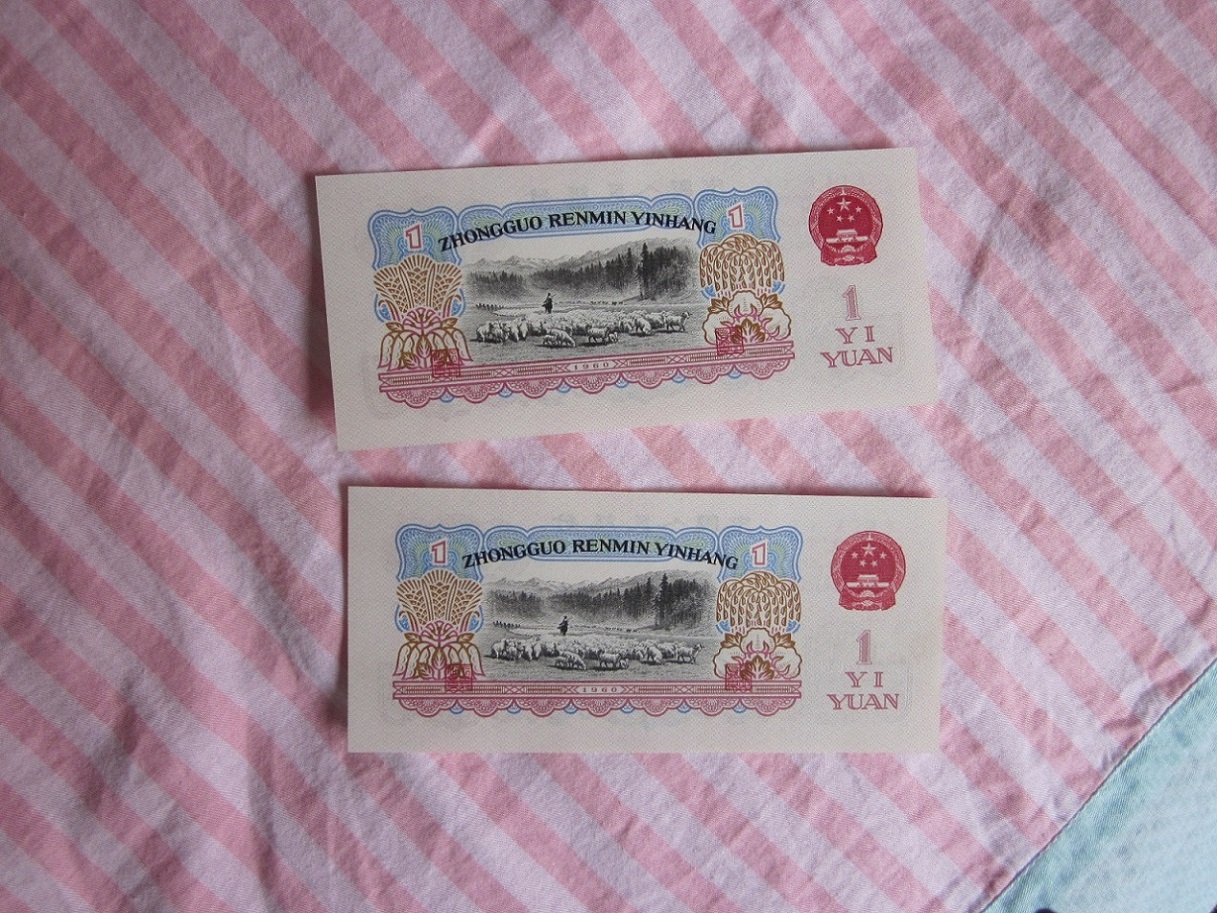 1 ZHONGGUO RENMIN YINHANG 1
1960
1
YI
YUAN
1 ZHONGGUO RENMIN YINHANG 1
1960
1
YI
YUAN